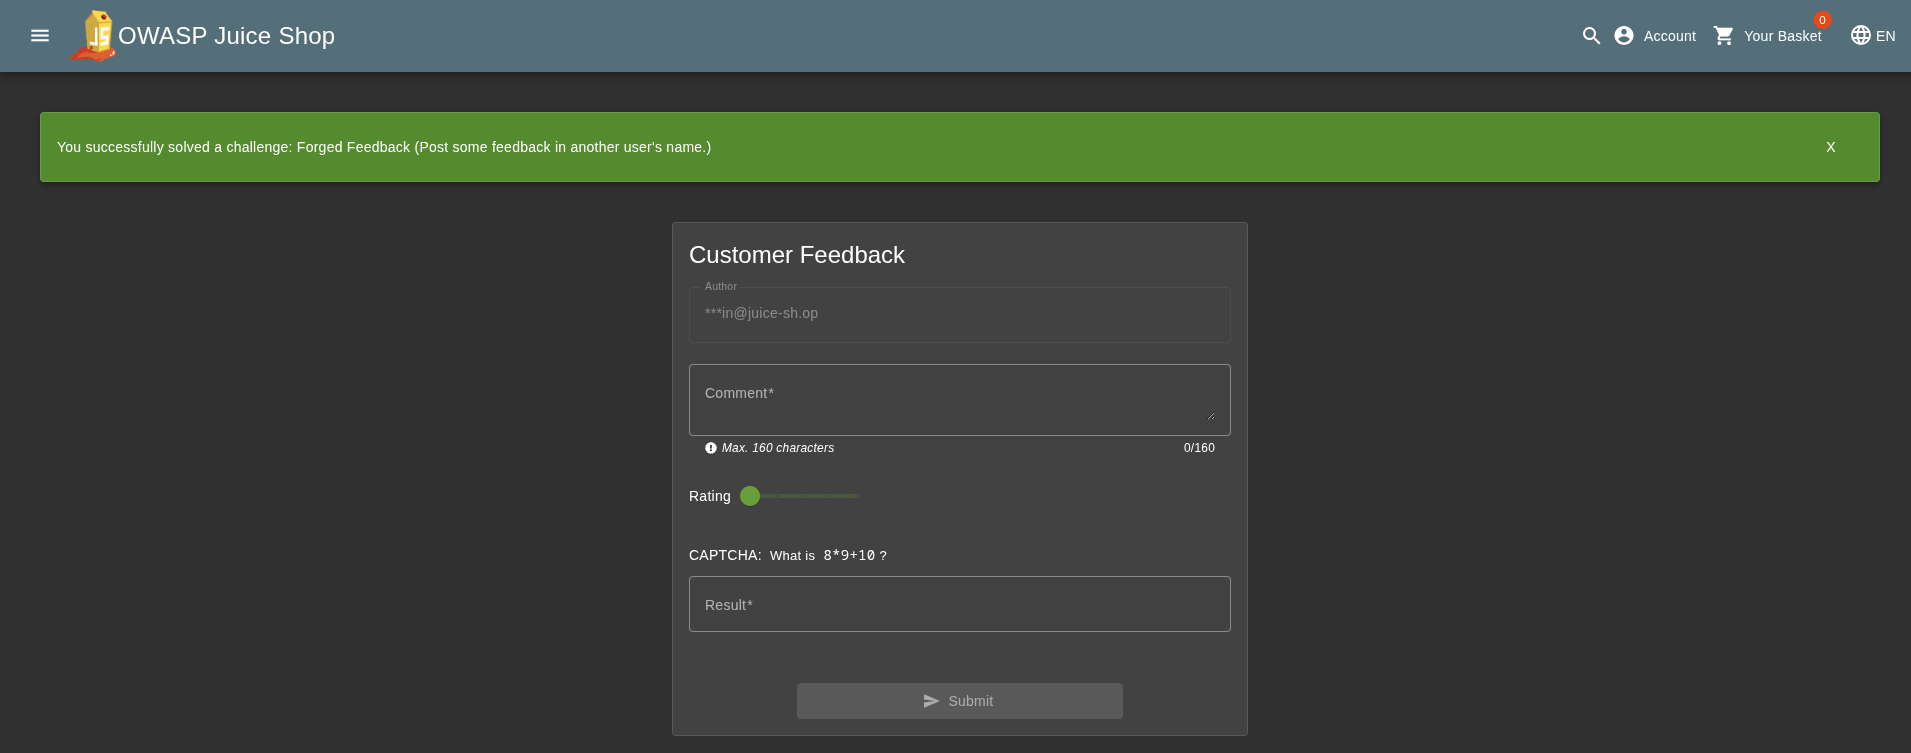 JS OWASP Juice Shop
Account
0
Your Basket
EN
You successfully solved a challenge: Forged Feedback (Post some feedback in another user's name.)
X
Customer Feedback
Author
***in@juice-sh.op
Comment*
Max. 160 characters
0/160
Rating
CAPTCHA: What is 8*9+10 ?
Result*
Submit